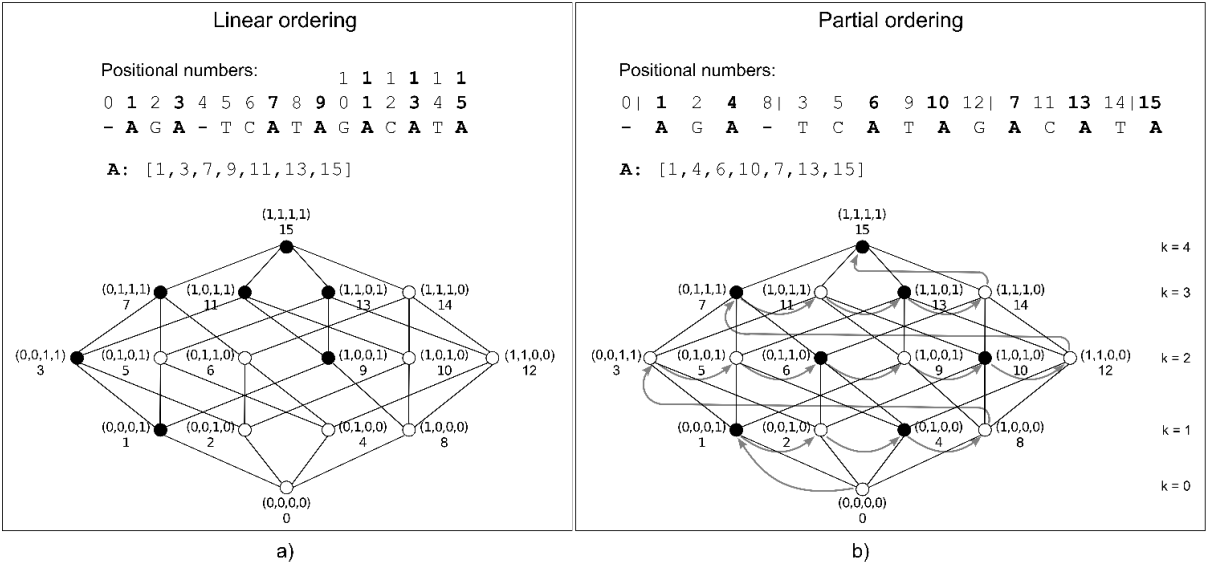 Linear ordering
Positional numbers:
1 1 1 1 1 1
0 1 2 3 4 5 6 7 8 9 0 1 2 3 4 5
- A G A - T C A T A G A C A T A
A: [1,3,7,9,11,13,15]
(1,1,1,1)
15
(0,1,1,1) (1,0,1,1) (1,1,0,1) (1,1,1,0)
7 11 13 14
(0,0,1,1) (0,1,0,1) (0,1,1,0) (1,0,0,1) (1,0,1,0) (1,1,0,0)
3 5 6 9 10 12
(0,0,0,1) (0,0,1,0) (0,1,0,0) (1,0,0,0)
1 2 4 8
(0,0,0,0)
0
a)
Partial ordering
Positional numbers:
0| 1 2 4 8| 3 5 6 9 10 12| 7 11 13 14|15
- A G A - T C A T A G A C A T A
A: [1,4,6,10,7,13,15]
(1,1,1,1)
15 k = 4
(0,1,1,1) (1,0,1,1) (1,1,0,1) (1,1,1,0) k = 3
7 11 13 14
(0,0,1,1) (0,1,0,1) (0,1,1,0) (1,0,0,1) (1,0,1,0) (1,1,0,0) k = 2
3 5 6 9 10 12
(0,0,0,1) (0,0,1,0) (0,1,0,0) (1,0,0,0) k = 1
1 2 4 8
k = 0
(0,0,0,0)
0
b)